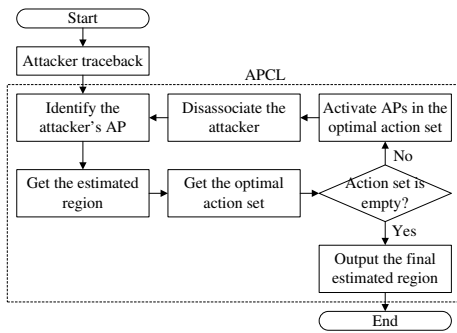 Start
Attacker traceback
APCL
Identify the
attacker's AP
Disassociate the
attacker
Activate APs in the
optimal action set
No
Get the estimated
region
Get the optimal
action set
Action set is
empty?
Yes
Output the final
estimated region
End